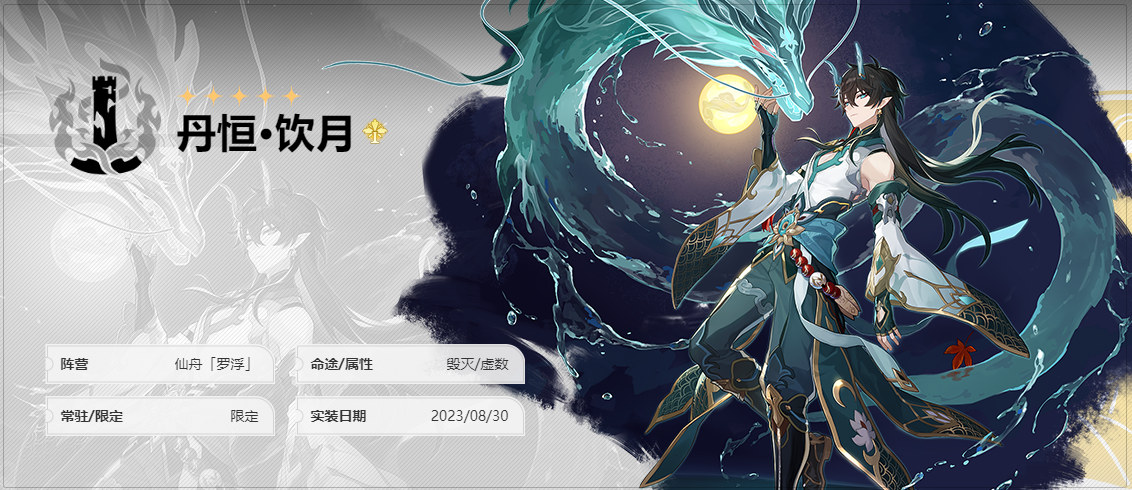 丹恒•饮月
阵营 仙舟「罗浮」
命途/属性 毁灭/虚数
常驻/限定 限定
实装日期 2023/08/30